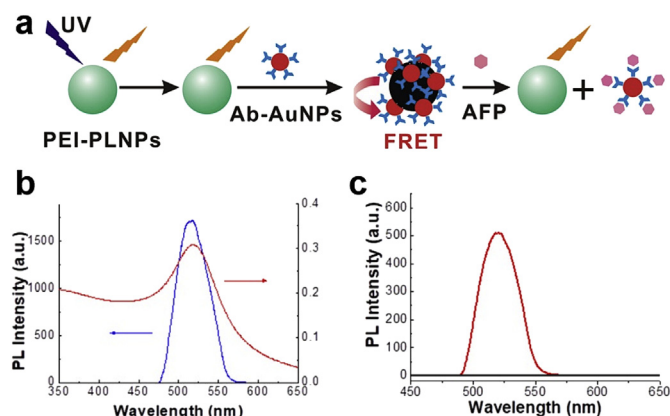 a
UV
PEI-PLNPs
Ab-AuNPs
FRET
AFP
+
b
PL Intensity (a.u.)
1500
1000
500
0
0.4
0.3
0.2
0.1
0.0
350 400 450 500 550 600 650
Wavelength (nm)
c
PL Intensity (a.u.)
600
500
400
300
200
100
0
450 500 550 600 650
Wavelength (nm)